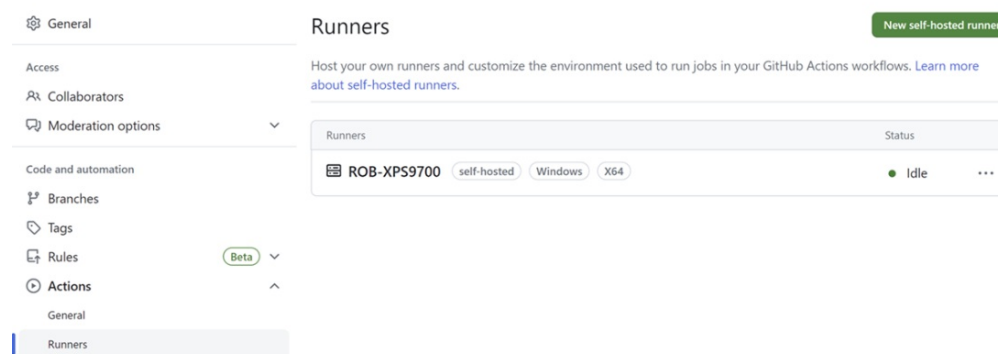 General
Access
Collaborators
Moderation options
Code and automation
Branches
Tags
Rules Beta
Actions
General
Runners
Runners
New self-hosted runner
Host your own runners and customize the environment used to run jobs in your GitHub Actions workflows. Learn more
about self-hosted runners.
Runners Status
ROB-XPS9700 self-hosted Windows X64 Idle